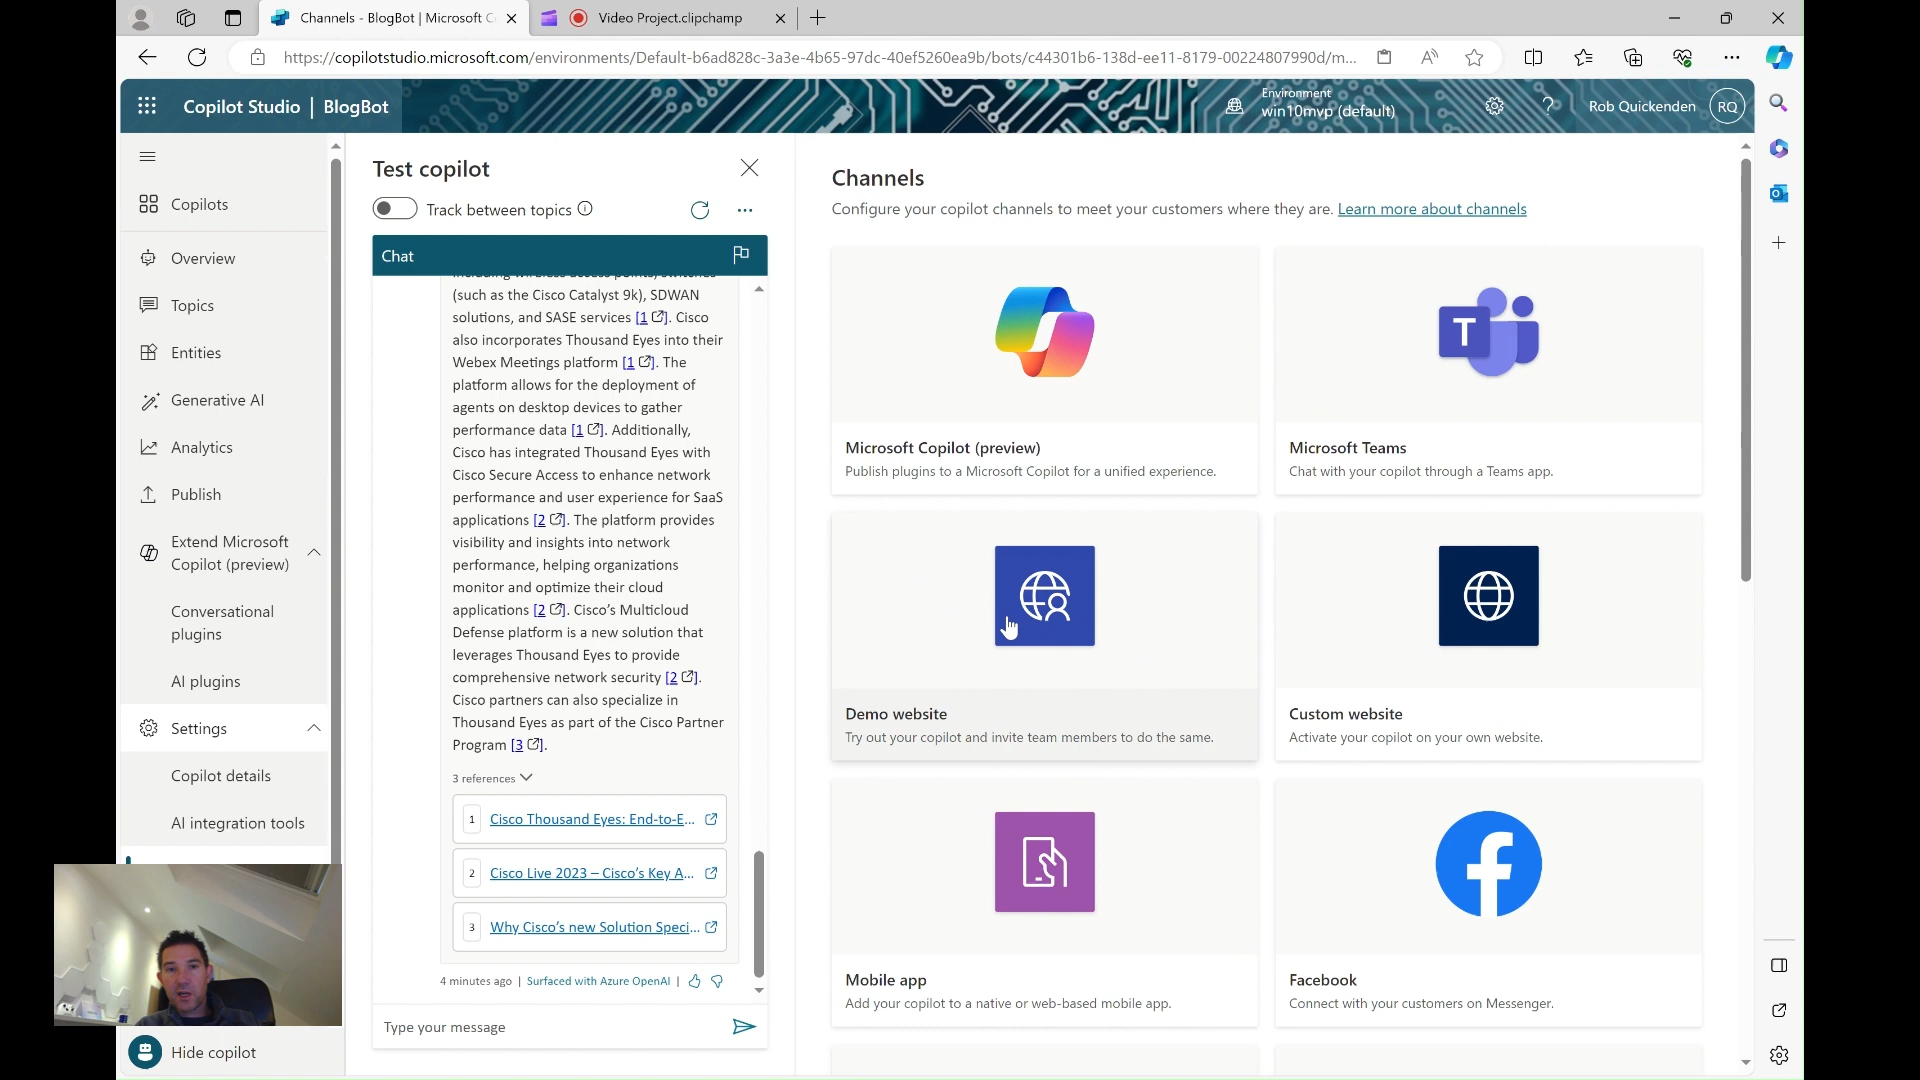 Channels - BlogBot | Microsoft C
Video Project.clipchamp
https://copilotstudio.microsoft.com/environments/Default-b6ad828c-3a3e-4b65-97dc-40ef5260ea9b/bots/c44301b6-138d-ee11-8179-00224807990d/m...
Copilot Studio | BlogBot
Environment
win10mvp (default)
?
Rob Quickenden
RQ
Copilots
Overview
Topics
Entities
Generative AI
Analytics
Publish
Extend Microsoft
Copilot (preview)
Conversational
plugins
AI plugins
Settings
Copilot details
AI integration tools
Hide copilot
Test copilot
Track between topics
Chat
including wireless access points, switches
(such as the Cisco Catalyst 9k), SDWAN
solutions, and SASE services [1]. Cisco
also incorporates Thousand Eyes into their
Webex Meetings platform [1]. The
platform allows for the deployment of
agents on desktop devices to gather
performance data [1]. Additionally,
Cisco has integrated Thousand Eyes with
Cisco Secure Access to enhance network
performance and user experience for SaaS
applications [2]. The platform provides
visibility and insights into network
performance, helping organizations
monitor and optimize their cloud
applications [2]. Cisco's Multicloud
Defense platform is a new solution that
leverages Thousand Eyes to provide
comprehensive network security [2].
Cisco partners can also specialize in
Thousand Eyes as part of the Cisco Partner
Program [3].
3 references
1 Cisco Thousand Eyes: End-to-E...
2 Cisco Live 2023 – Cisco's Key A...
3 Why Cisco's new Solution Speci...
4 minutes ago | Surfaced with Azure OpenAI |
Type your message
Channels
Configure your copilot channels to meet your customers where they are. Learn more about channels
Microsoft Copilot (preview)
Publish plugins to a Microsoft Copilot for a unified experience.
T
Microsoft Teams
Chat with your copilot through a Teams app.
Demo website
Try out your copilot and invite team members to do the same.
Custom website
Activate your copilot on your own website.
Mobile app
Add your copilot to a native or web-based mobile app.
Facebook
Connect with your customers on Messenger.